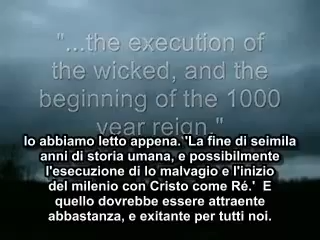 "...the execution of
the wicked, and the
beginning of the 1000
year reign."
lo abbiamo letto appena. 'La fine di seimila
anni di storia umana, e possibilmente
l'esecuzione di lo malvagio e l'inizio
del milenio con Cristo come Ré.' E
quello dovrebbe essere attraente
abbastanza, e exitante per tutti noi.